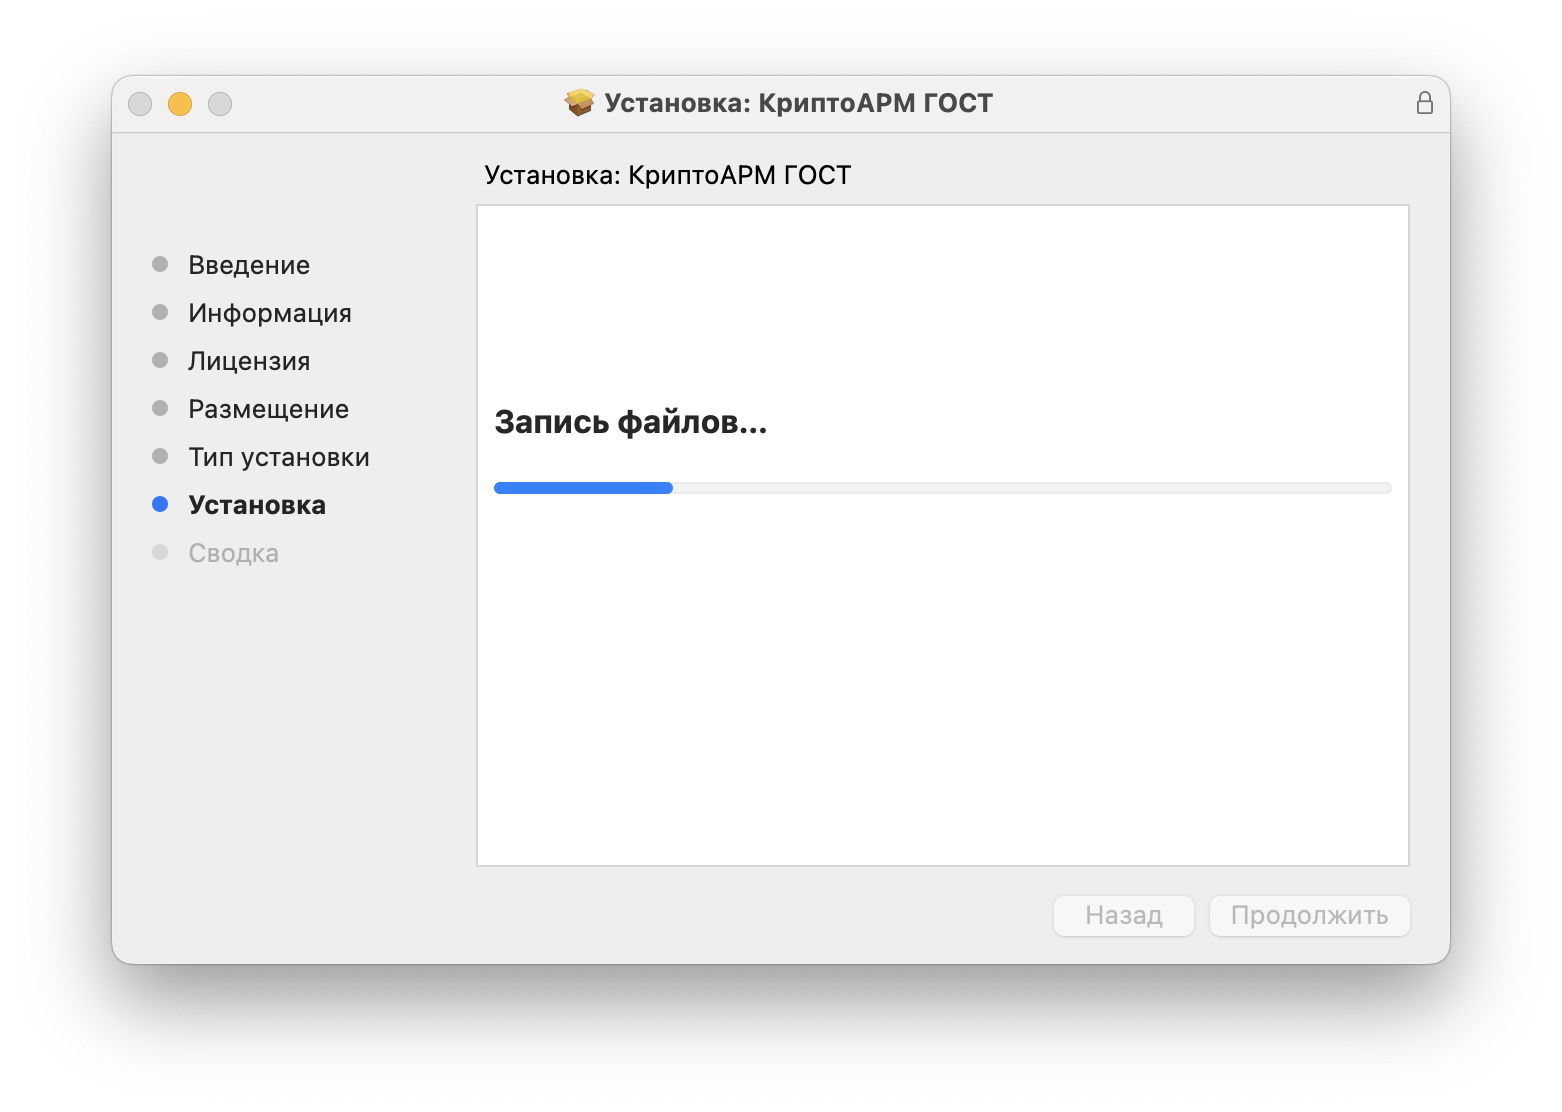 Установка: КриптоАРМ ГОСТ
Установка: КриптоАРМ ГОСТ
Введение
Информация
Лицензия
Размещение
Тип установки
Установка
Сводка
Запись файлов...
Назад
Продолжить